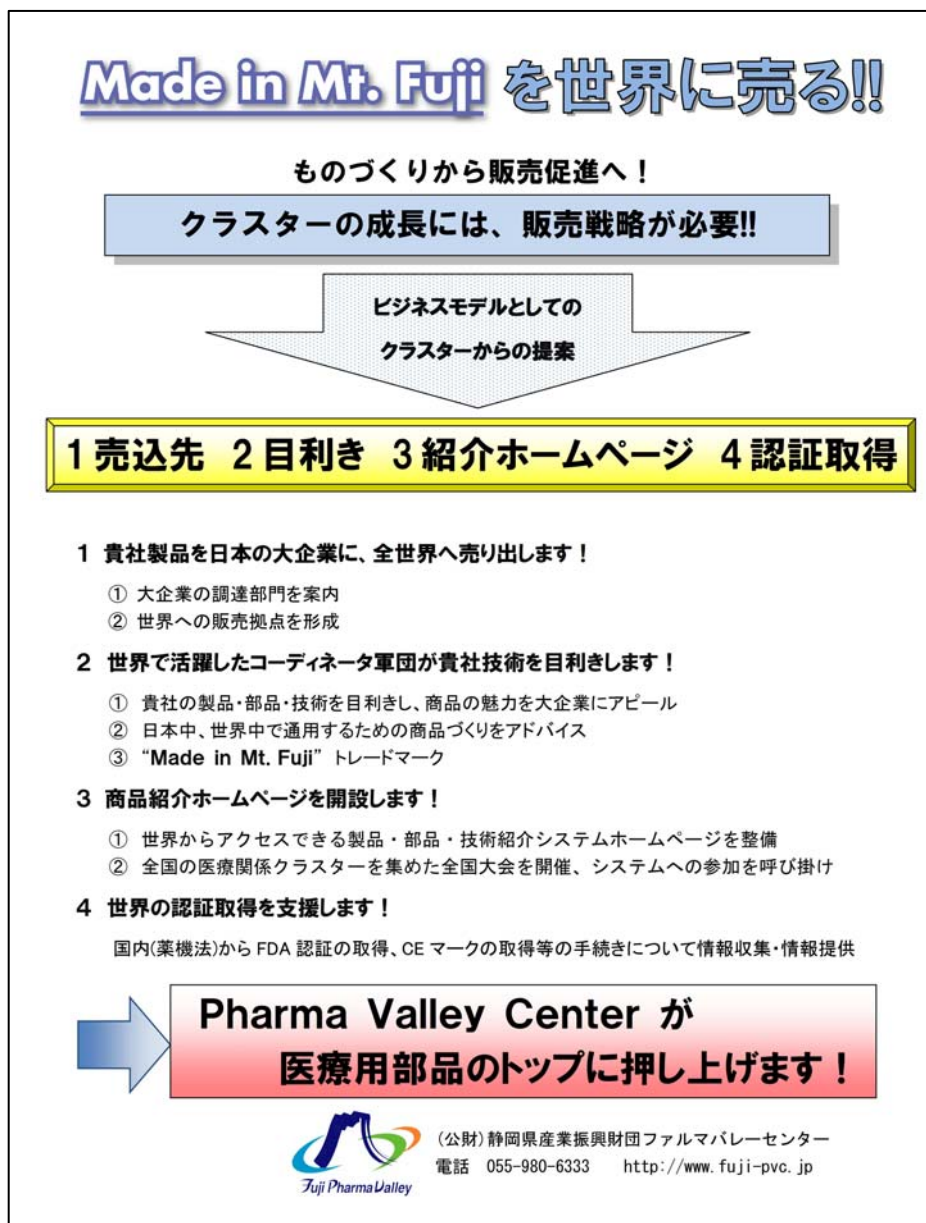 Made in Mt. Fuji を世界に売る!!
ものづくりから販売促進へ！
クラスターの成長には、販売戦略が必要!!
ビジネスモデルとしての
クラスターからの提案
1 売込先 2 目利き 3 紹介ホームページ 4 認証取得
1 貴社製品を日本の大企業に、全世界へ売り出します！
① 大企業の調達部門を案内
② 世界への販売拠点を形成
2 世界で活躍したコーディネータ軍団が貴社技術を目利きします！
① 貴社の製品・部品・技術を目利きし、商品の魅力を大企業にアピール
② 日本中、世界中で通用するための商品づくりをアドバイス
③ “Made in Mt. Fuji” トレードマーク
3 商品紹介ホームページを開設します！
① 世界からアクセスできる製品・部品・技術紹介システムホームページを整備
② 全国の医療関係クラスターを集めた全国大会を開催、システムへの参加を呼び掛け
4 世界の認証取得を支援します！
国内(薬機法)から FDA 認証の取得、CE マークの取得等の手続きについて情報収集・情報提供
Pharma Valley Center が
医療用部品のトップに押し上げます！
(公財)静岡県産業振興財団ファルマバレーセンター
電話 055-980-6333 http://www.fuji-pvc.jp
Fuji Pharma Valley